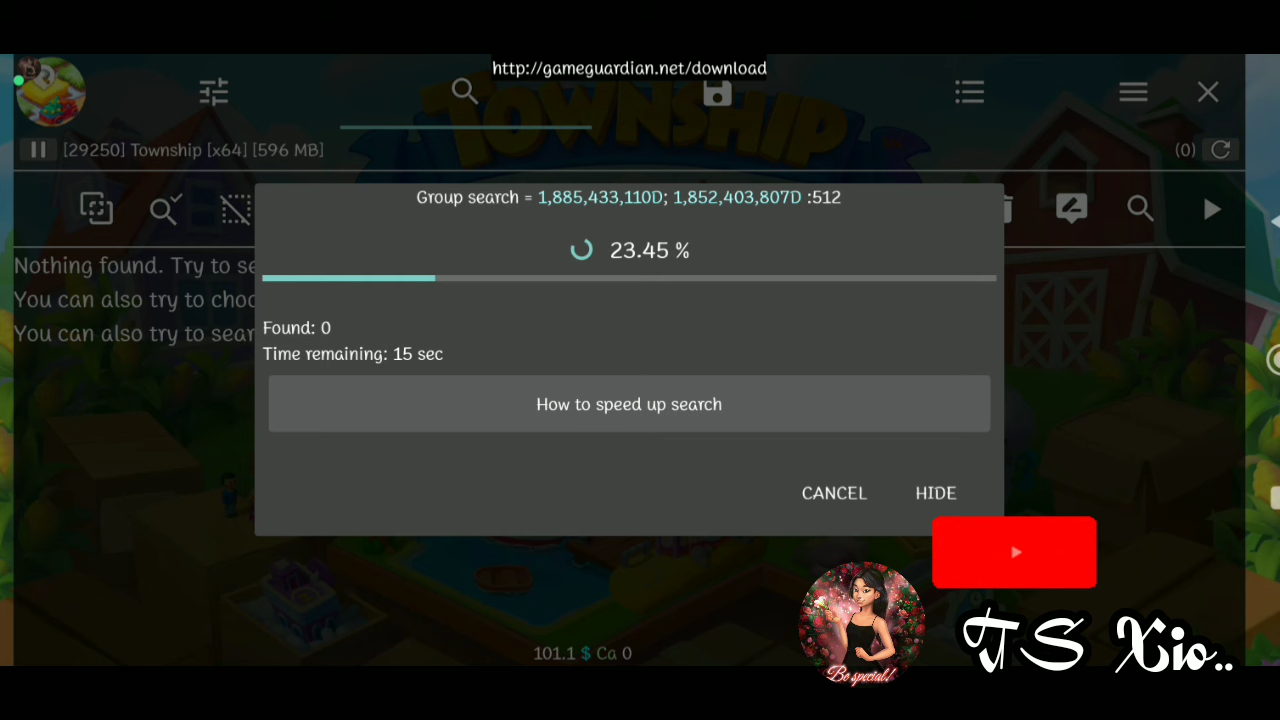 http://gameguardian.net/download
TOWNSHIP
[29250] Township [x64] [596 MB]
(0)
Group search = 1,885,433,110D; 1,852,403,807D :512
23.45 %
Nothing found. Try to se
You can also try to choo
You can also try to sear
Found: 0
Time remaining: 15 sec
How to speed up search
CANCEL HIDE
101.1 $ Ca 0
Be special!
TS Xio..